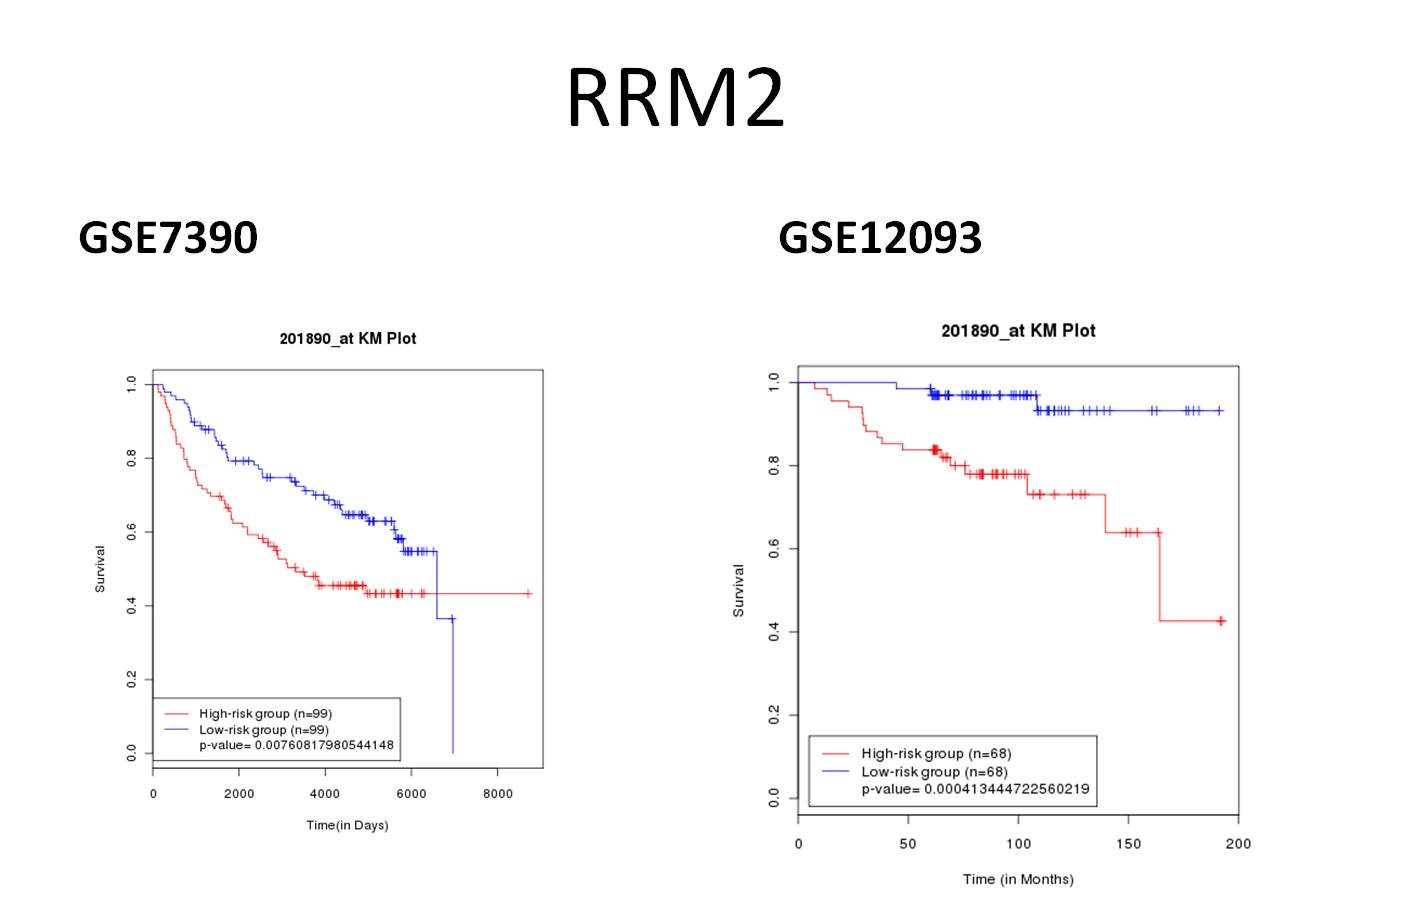 RRM2
GSE7390
GSE12093
201890_at KM Plot
Survival
1.0
0.8
0.6
0.4
0.2
0.0
High-risk group (n=99)
Low-risk group (n=99)
p-value= 0.00760817980544148
0 2000 4000 6000 8000
Time(in Days)
201890_at KM Plot
Survival
1.0
0.8
0.6
0.4
0.2
0.0
High-risk group (n=68)
Low-risk group (n=68)
p-value= 0.000413444722560219
0 50 100 150 200
Time (in Months)